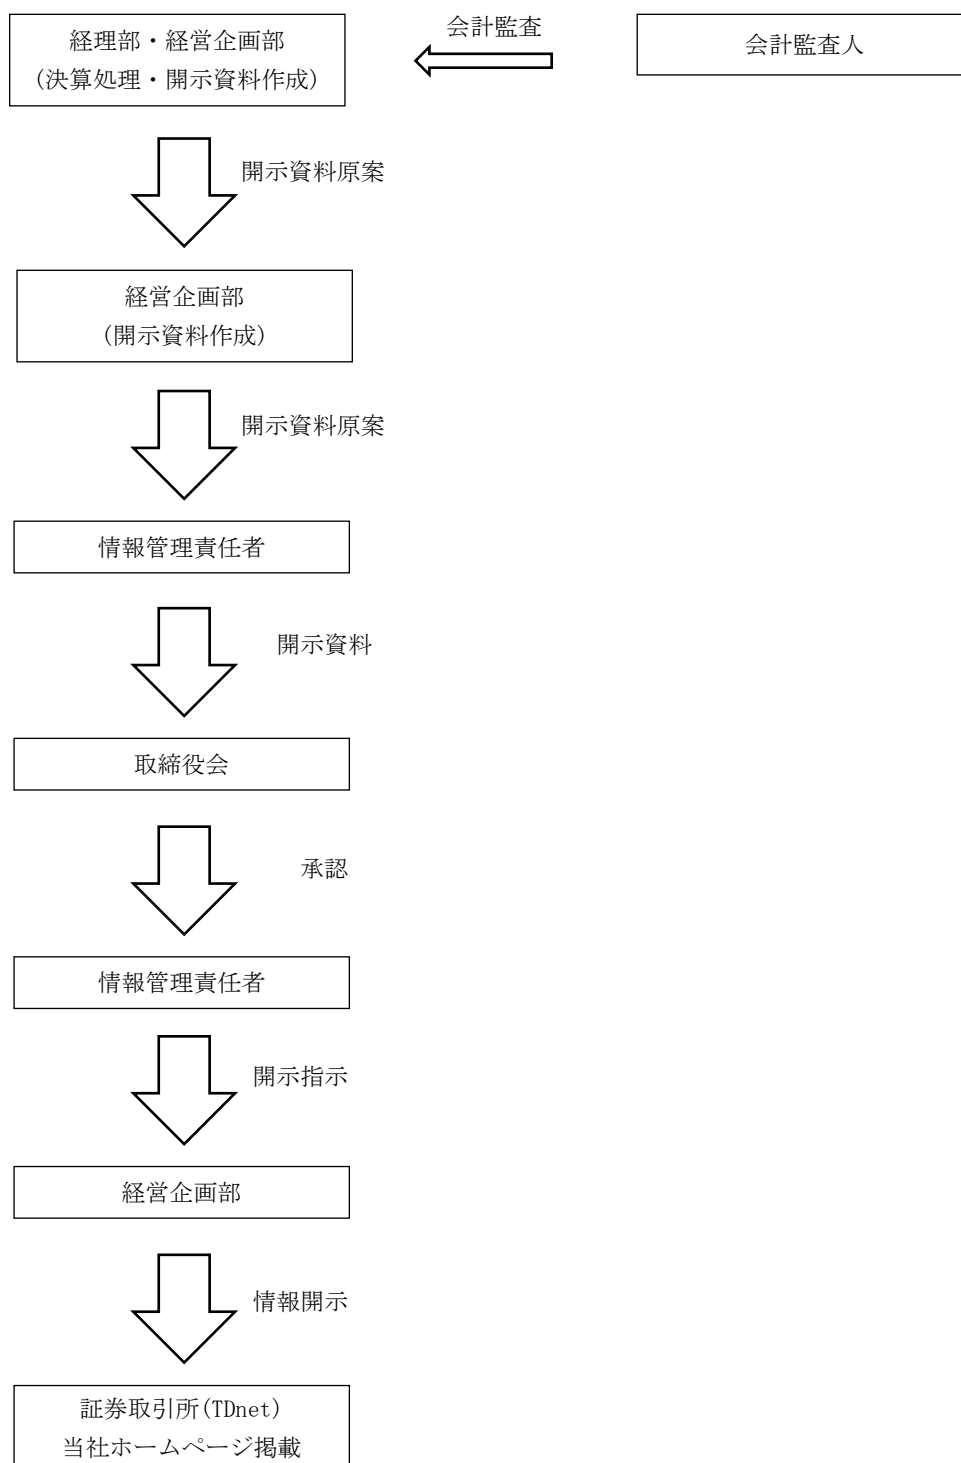 経理部・経営企画部
(決算処理・開示資料作成)
会計監査
会計監査人
開示資料原案
経営企画部
(開示資料作成)
開示資料原案
情報管理責任者
開示資料
取締役会
承認
情報管理責任者
開示指示
経営企画部
情報開示
証券取引所(TDnet)
当社ホームページ掲載